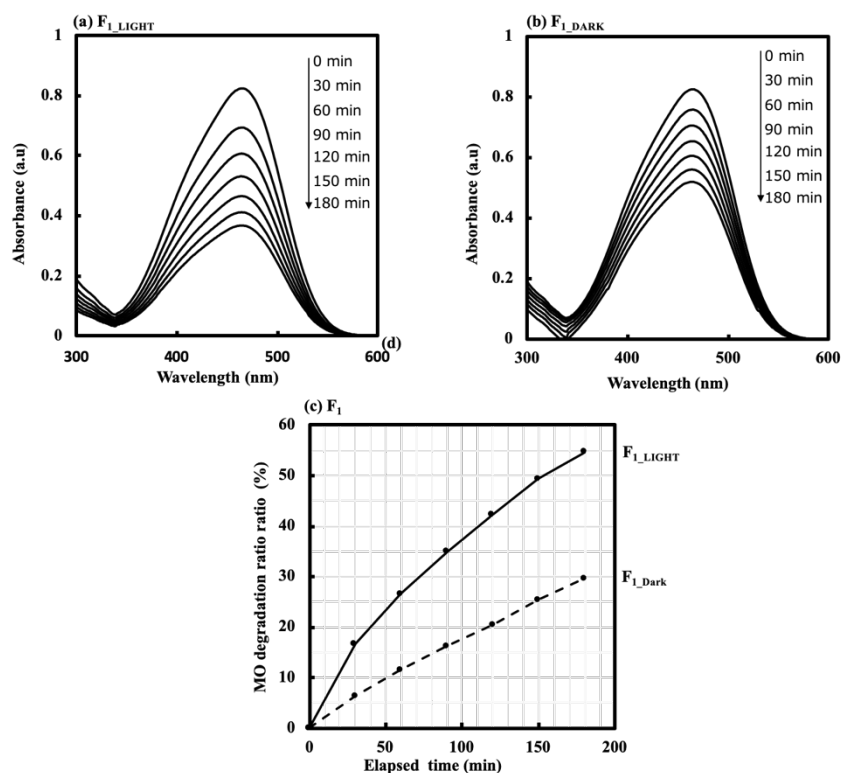 (a) F1_LIGHT
Absorbance (a.u)
1
0.8
0.6
0.4
0.2
0
0 min
30 min
60 min
90 min
120 min
150 min
180 min
300
400
500
600
Wavelength (nm)
(b) F1_DARK
Absorbance (a.u)
1
0.8
0.6
0.4
0.2
0
0 min
30 min
60 min
90 min
120 min
150 min
180 min
300
400
500
600
Wavelength (nm)
(d)
(c) F1
MO degradation ratio ratio (%)
60
50
40
30
20
10
0
F1_LIGHT
F1_Dark
0
50
100
150
200
Elapsed time (min)